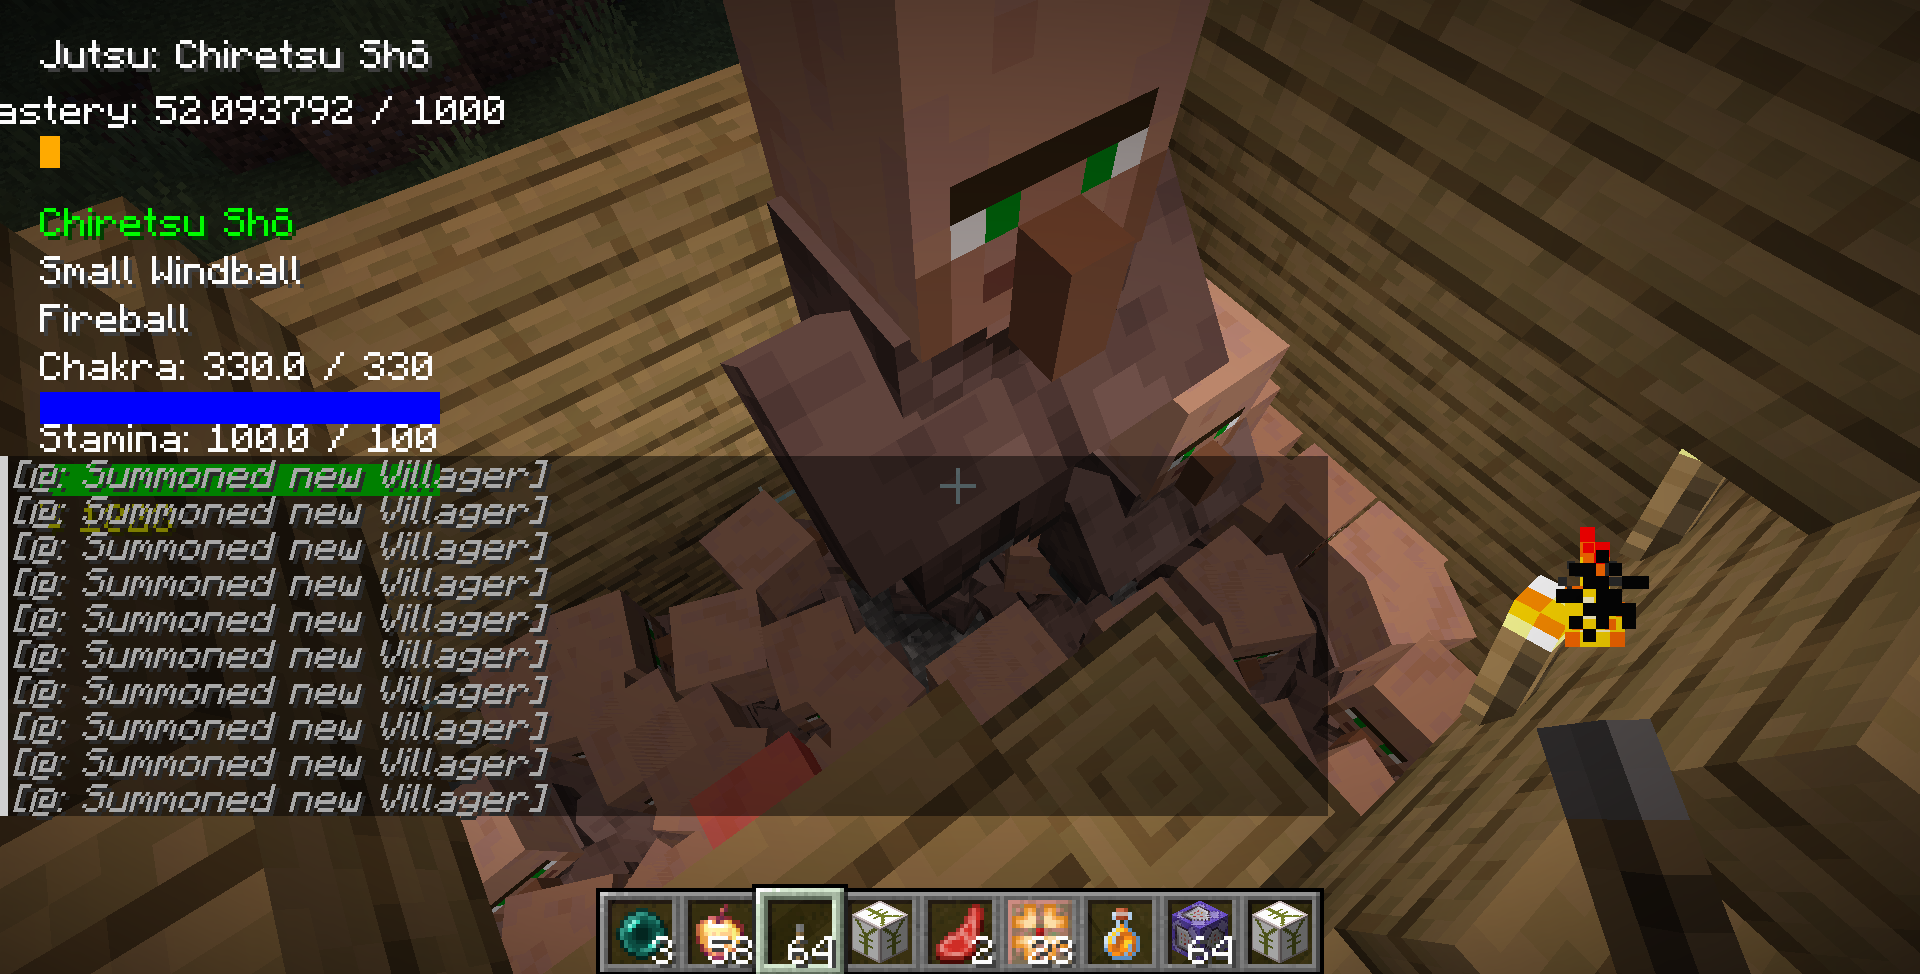 Jutsu: Chiretsu Shō
astery: 52.093792 / 1000
Chiretsu Shō
Small Windball
Fireball
Chakra: 330.0 / 330
Stamina: 100.0 / 100
[@: Summoned new Villager]
[@: Summoned new Villager]
[@: Summoned new Villager]
[@: Summoned new Villager]
[@: Summoned new Villager]
[@: Summoned new Villager]
[@: Summoned new Villager]
[@: Summoned new Villager]
[@: Summoned new Villager]
[@: Summoned new Villager]
3 58 64 2 28 64